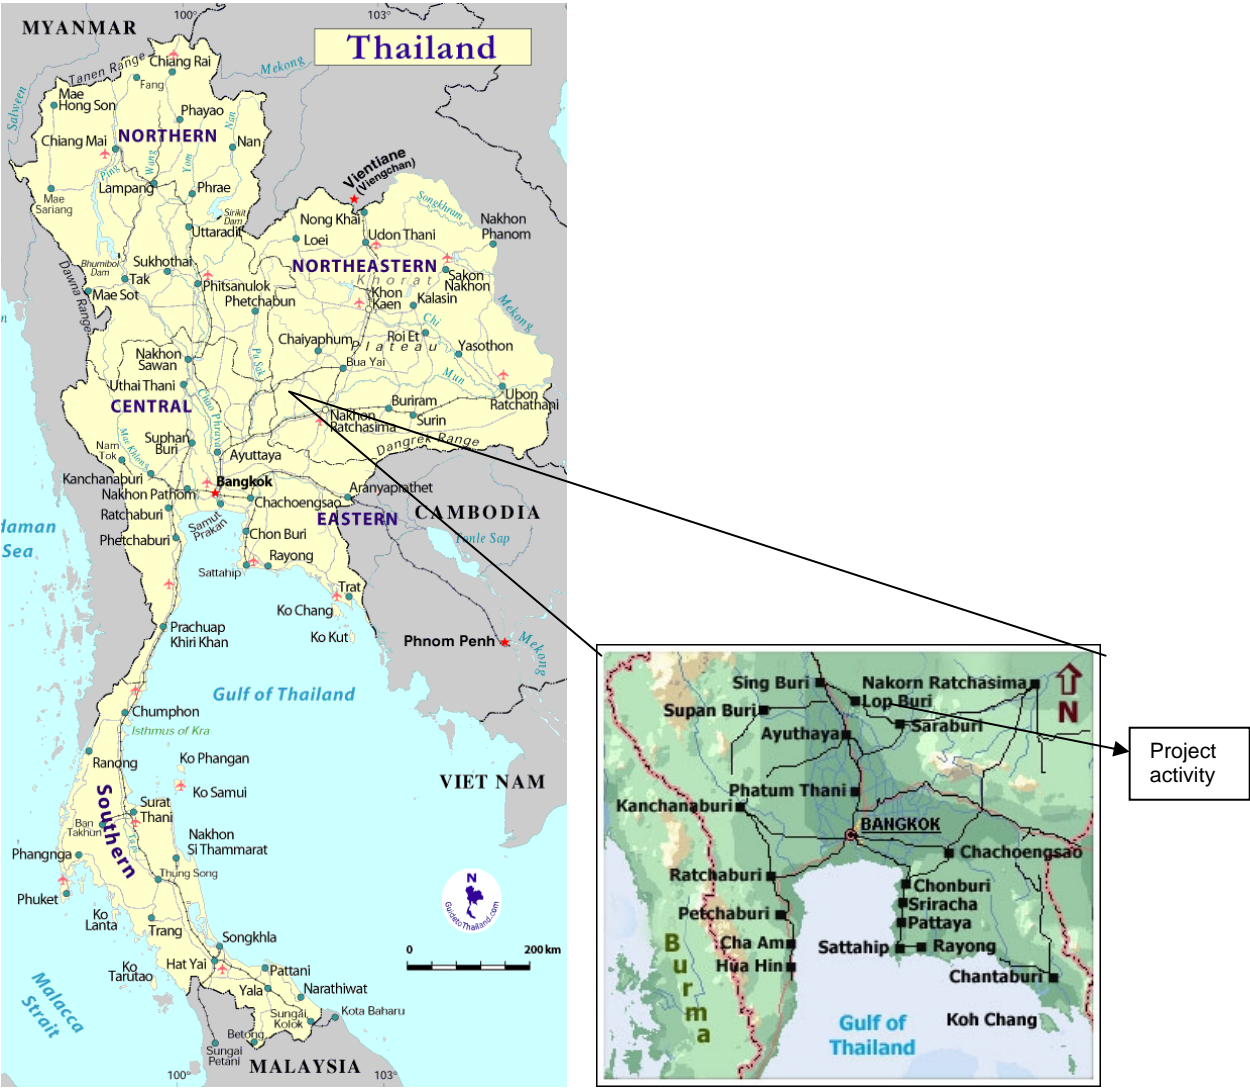 100°
103°
MYANMAR
Thailand
Tanen Range
Chiang Rai
Fang
Mekong
Salween
Mae
Hong Son
Phayao
Nan
NORTHERN
Chiang Mai
Nan
Wang
Yom
Ping
Lampang
Phrae
Mae
Sariang
Vientiane
(Viengchan)
Songkhram
Sirikit
Dam
Nong Khai
Nakhon
Phanom
Uttaradit
Loei
Udon Thani
Bhumibol
Dam
Sukhothai
NORTHEASTERN
Khorat
Tak
Phitsanulok
Sakon
Nakhon
Dawna Range
Mae Sot
Phetchabun
Khon
Kaen
Kalasin
Mekong
n
Chi
Chaiyaphum
Roi Et
Plateau
Yasothon
Nakhon
Sawan
Pa Sak
Bua Yai
Uthai Thani
Mun
CENTRAL
Chao Phraya
Buriram
Ubon
Ratchathani
Nakhon
Ratchasima
Surin
Mae Khlong
Suphan
Buri
Dangrek Range
Nam
Tok
Ayuttaya
Kanchanaburi
Bangkok
Nakhon Pathom
Aranyaprathet
Chachoengsao
Ratchaburi
CAMBODIA
EASTERN
Samut
Prakan
daman
Sea
Phetchaburi
Chon Buri
Tonle Sap
Rayong
Sattahip
Trat
Ko Chang
Prachuap
Khiri Khan
Ko Kut
Phnom Penh
Mekong
Gulf of Thailand
Chumphon
Isthmus of Kra
Ranong
Ko Phangan
VIET NAM
Ko Samui
Southern
Surat
Thani
Ban
Takhun
Tapi
Nakhon
Si Thammarat
Phangnga
Thung Song
Phuket
Ko
Lanta
Trang
N
GuidetoThailand.com
Songkhla
0
200 km
Hat Yai
Ko
Tarutao
Pattani
Yala
Narathiwat
Malacca
Strait
Sungai
Kolok
Kota Baharu
Betong
Sungai
Petani
MALAYSIA
100°
103°
Sing Buri
Nakorn Ratchasima
Lop Buri
N
Supan Buri
Saraburi
Ayuthaya
Phatum Thani
Kanchanaburi
BANGKOK
Chachoengsao
Ratchaburi
Chonburi
Sriracha
Petchaburi
Pattaya
Burma
Cha Am
Sattahip
Rayong
Hua Hin
Chantaburi
Koh Chang
Gulf of
Thailand
Project
activity